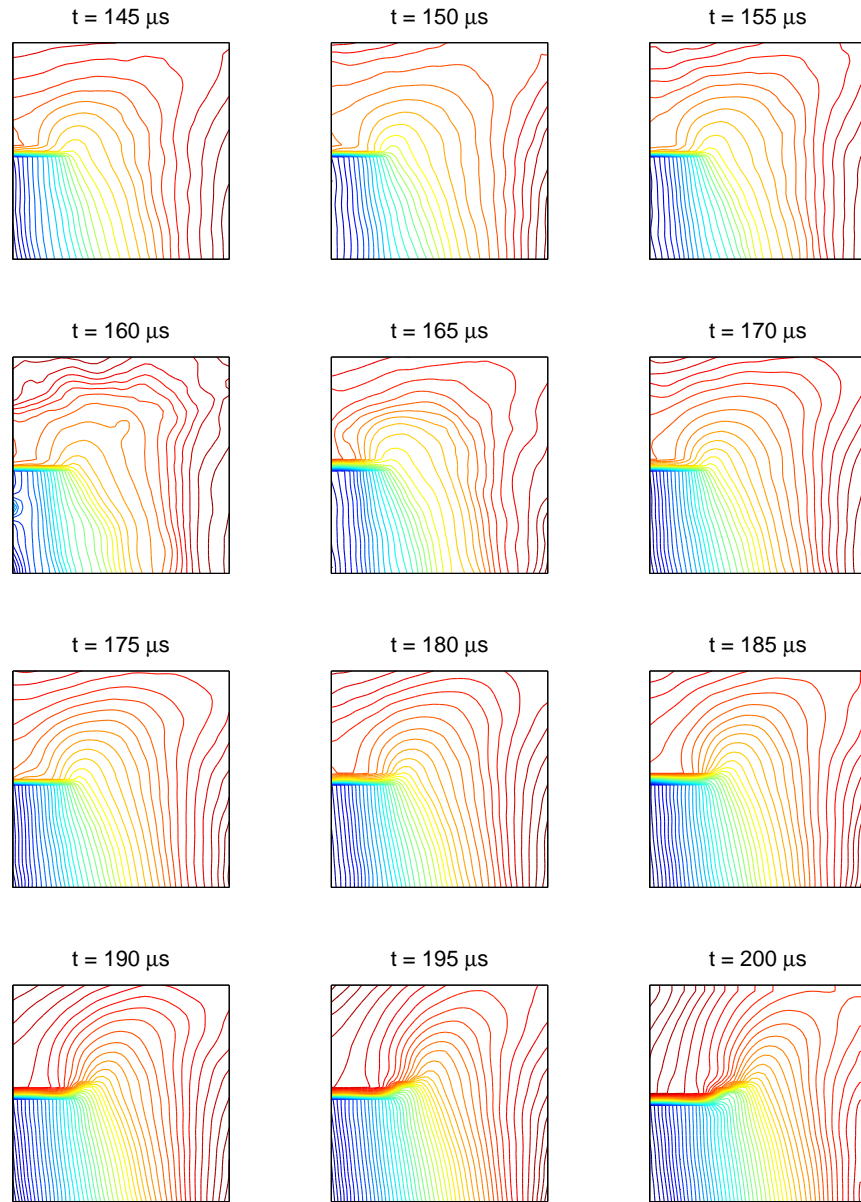 t = 145 μs
t = 150 μs
t = 155 μs
t = 160 μs
t = 165 μs
t = 170 μs
t = 175 μs
t = 180 μs
t = 185 μs
t = 190 μs
t = 195 μs
t = 200 μs